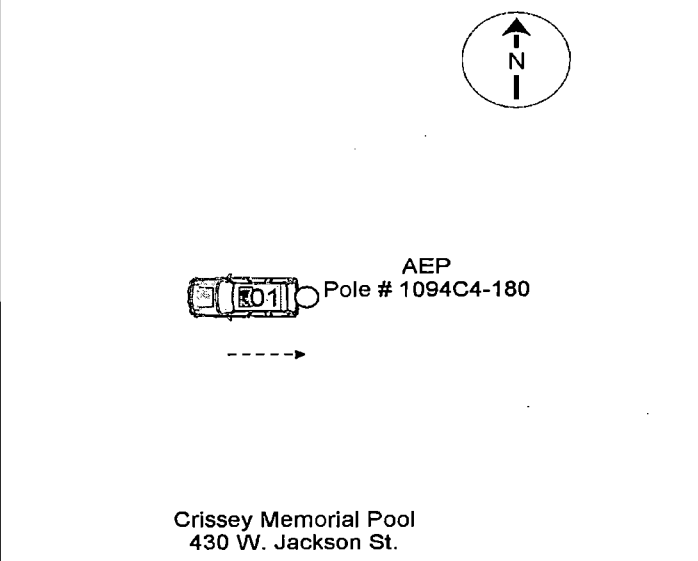 N
AEP
Pole # 1094C4-180
01
Crissey Memorial Pool
430 W. Jackson St.